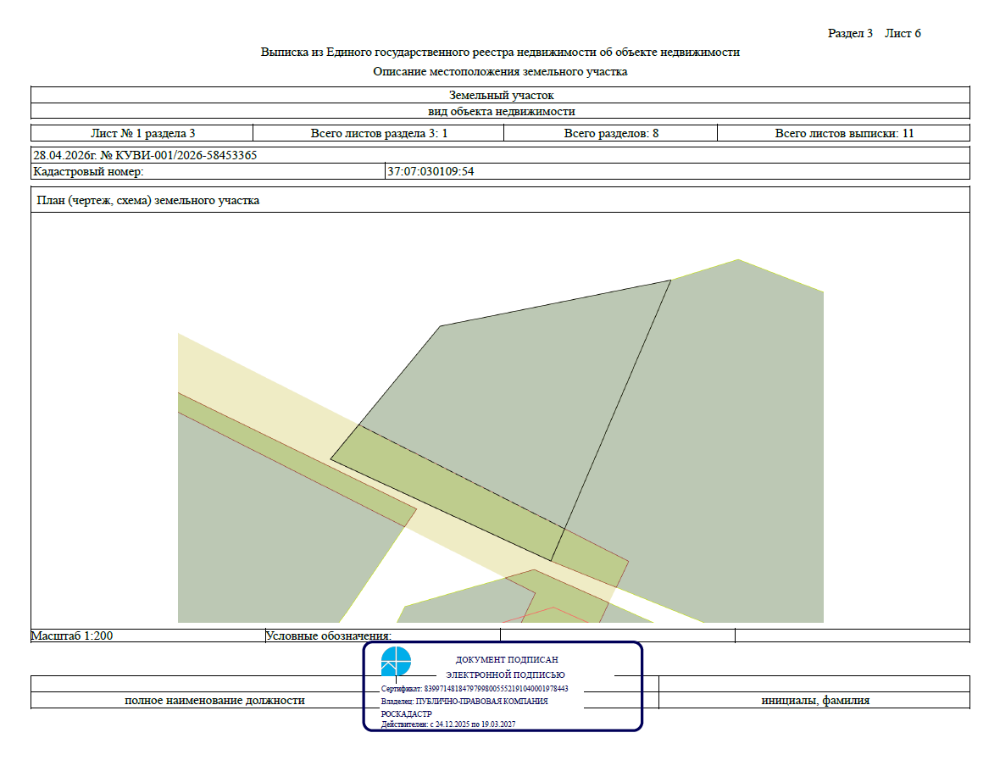 Раздел 3 Лист 6
Выписка из Единого государственного реестра недвижимости об объекте недвижимости
Описание местоположения земельного участка
Земельный участок
вид объекта недвижимости
Лист № 1 раздела 3 Всего листов раздела 3: 1 Всего разделов: 8 Всего листов выписки: 11
28.04.2026г. № КУВИ-001/2026-58453365
Кадастровый номер: 37:07:030109:54
План (чертеж, схема) земельного участка
Масштаб 1:200 Условные обозначения:
ДОКУМЕНТ ПОДПИСАН
ЭЛЕКТРОННОЙ ПОДПИСЬЮ
Сертификат: 83997148184797998005552191040001978443
Владелец: ПУБЛИЧНО-ПРАВОВАЯ КОМПАНИЯ
РОСКАДАСТР
Действителен: с 24.12.2025 по 19.03.2027
полное наименование должности инициалы, фамилия